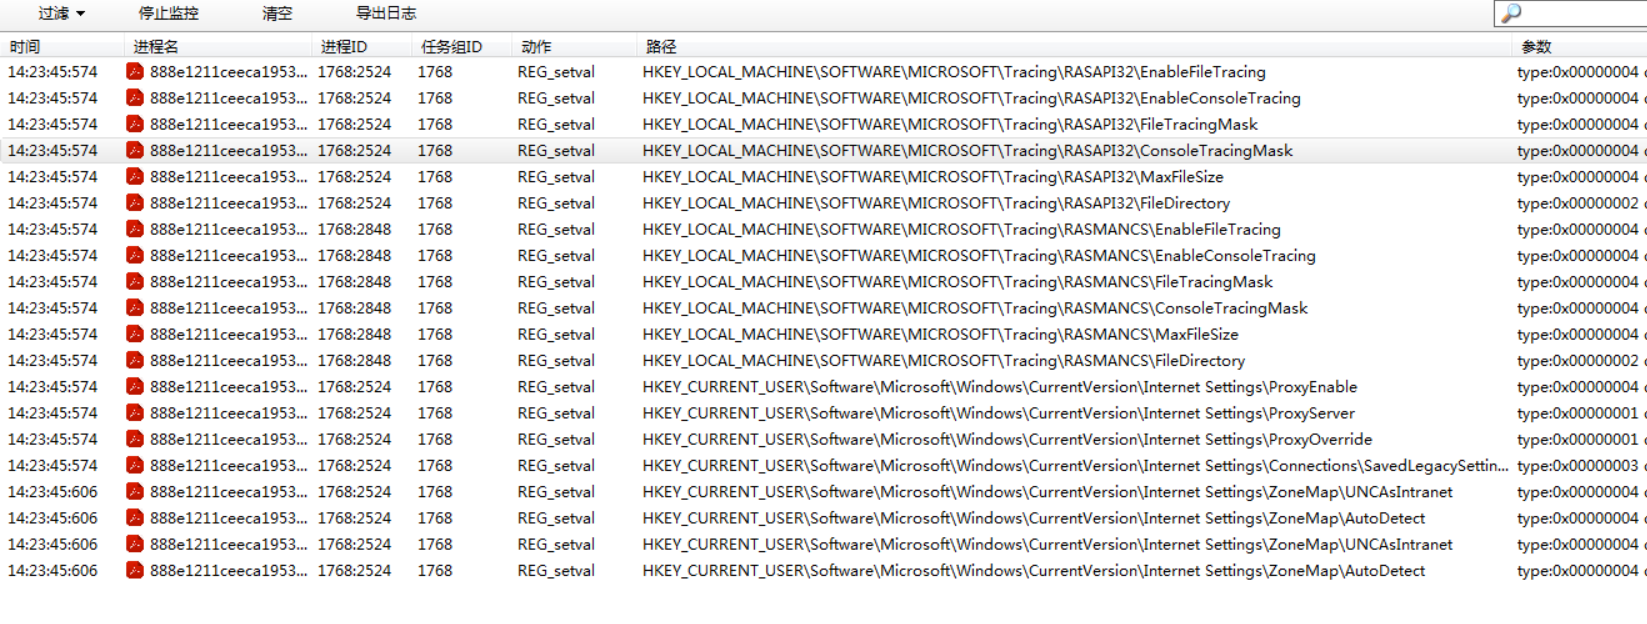 过滤 停止监控 清空 导出日志
时间 进程名 进程ID 任务组ID 动作 路径 参数
14:23:45:574 888e1211ceeca1953... 1768:2524 1768 REG_setval HKEY_LOCAL_MACHINE\SOFTWARE\MICROSOFT\Tracing\RASAPI32\EnableFileTracing type:0x00000004
14:23:45:574 888e1211ceeca1953... 1768:2524 1768 REG_setval HKEY_LOCAL_MACHINE\SOFTWARE\MICROSOFT\Tracing\RASAPI32\EnableConsoleTracing type:0x00000004
14:23:45:574 888e1211ceeca1953... 1768:2524 1768 REG_setval HKEY_LOCAL_MACHINE\SOFTWARE\MICROSOFT\Tracing\RASAPI32\FileTracingMask type:0x00000004
14:23:45:574 888e1211ceeca1953... 1768:2524 1768 REG_setval HKEY_LOCAL_MACHINE\SOFTWARE\MICROSOFT\Tracing\RASAPI32\ConsoleTracingMask type:0x00000004
14:23:45:574 888e1211ceeca1953... 1768:2524 1768 REG_setval HKEY_LOCAL_MACHINE\SOFTWARE\MICROSOFT\Tracing\RASAPI32\MaxFileSize type:0x00000004
14:23:45:574 888e1211ceeca1953... 1768:2524 1768 REG_setval HKEY_LOCAL_MACHINE\SOFTWARE\MICROSOFT\Tracing\RASAPI32\FileDirectory type:0x00000002
14:23:45:574 888e1211ceeca1953... 1768:2848 1768 REG_setval HKEY_LOCAL_MACHINE\SOFTWARE\MICROSOFT\Tracing\RASMANCS\EnableFileTracing type:0x00000004
14:23:45:574 888e1211ceeca1953... 1768:2848 1768 REG_setval HKEY_LOCAL_MACHINE\SOFTWARE\MICROSOFT\Tracing\RASMANCS\EnableConsoleTracing type:0x00000004
14:23:45:574 888e1211ceeca1953... 1768:2848 1768 REG_setval HKEY_LOCAL_MACHINE\SOFTWARE\MICROSOFT\Tracing\RASMANCS\FileTracingMask type:0x00000004
14:23:45:574 888e1211ceeca1953... 1768:2848 1768 REG_setval HKEY_LOCAL_MACHINE\SOFTWARE\MICROSOFT\Tracing\RASMANCS\ConsoleTracingMask type:0x00000004
14:23:45:574 888e1211ceeca1953... 1768:2848 1768 REG_setval HKEY_LOCAL_MACHINE\SOFTWARE\MICROSOFT\Tracing\RASMANCS\MaxFileSize type:0x00000004
14:23:45:574 888e1211ceeca1953... 1768:2848 1768 REG_setval HKEY_LOCAL_MACHINE\SOFTWARE\MICROSOFT\Tracing\RASMANCS\FileDirectory type:0x00000002
14:23:45:574 888e1211ceeca1953... 1768:2524 1768 REG_setval HKEY_CURRENT_USER\Software\Microsoft\Windows\CurrentVersion\Internet Settings\ProxyEnable type:0x00000004
14:23:45:574 888e1211ceeca1953... 1768:2524 1768 REG_setval HKEY_CURRENT_USER\Software\Microsoft\Windows\CurrentVersion\Internet Settings\ProxyServer type:0x00000001
14:23:45:574 888e1211ceeca1953... 1768:2524 1768 REG_setval HKEY_CURRENT_USER\Software\Microsoft\Windows\CurrentVersion\Internet Settings\ProxyOverride type:0x00000001
14:23:45:574 888e1211ceeca1953... 1768:2524 1768 REG_setval HKEY_CURRENT_USER\Software\Microsoft\Windows\CurrentVersion\Internet Settings\Connections\SavedLegacySettin... type:0x00000003
14:23:45:606 888e1211ceeca1953... 1768:2524 1768 REG_setval HKEY_CURRENT_USER\Software\Microsoft\Windows\CurrentVersion\Internet Settings\ZoneMap\UNCAsIntranet type:0x00000004
14:23:45:606 888e1211ceeca1953... 1768:2524 1768 REG_setval HKEY_CURRENT_USER\Software\Microsoft\Windows\CurrentVersion\Internet Settings\ZoneMap\AutoDetect type:0x00000004
14:23:45:606 888e1211ceeca1953... 1768:2524 1768 REG_setval HKEY_CURRENT_USER\Software\Microsoft\Windows\CurrentVersion\Internet Settings\ZoneMap\UNCAsIntranet type:0x00000004
14:23:45:606 888e1211ceeca1953... 1768:2524 1768 REG_setval HKEY_CURRENT_USER\Software\Microsoft\Windows\CurrentVersion\Internet Settings\ZoneMap\AutoDetect type:0x00000004